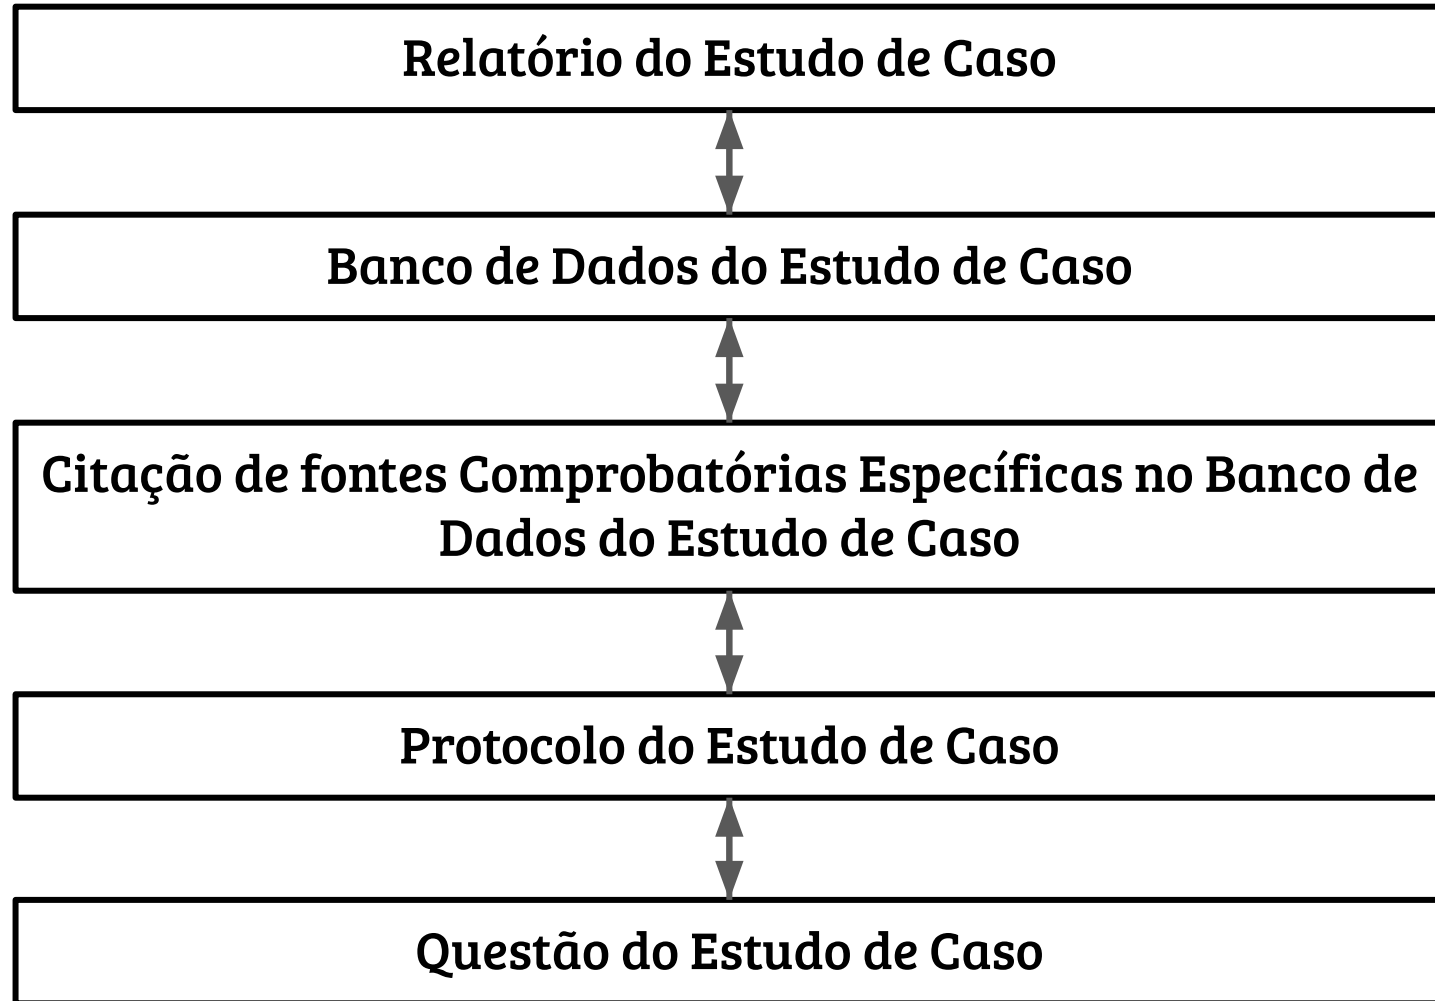 Relatório do Estudo de Caso
Banco de Dados do Estudo de Caso
Citação de fontes Comprobatórias Específicas no Banco de
Dados do Estudo de Caso
Protocolo do Estudo de Caso
Questão do Estudo de Caso